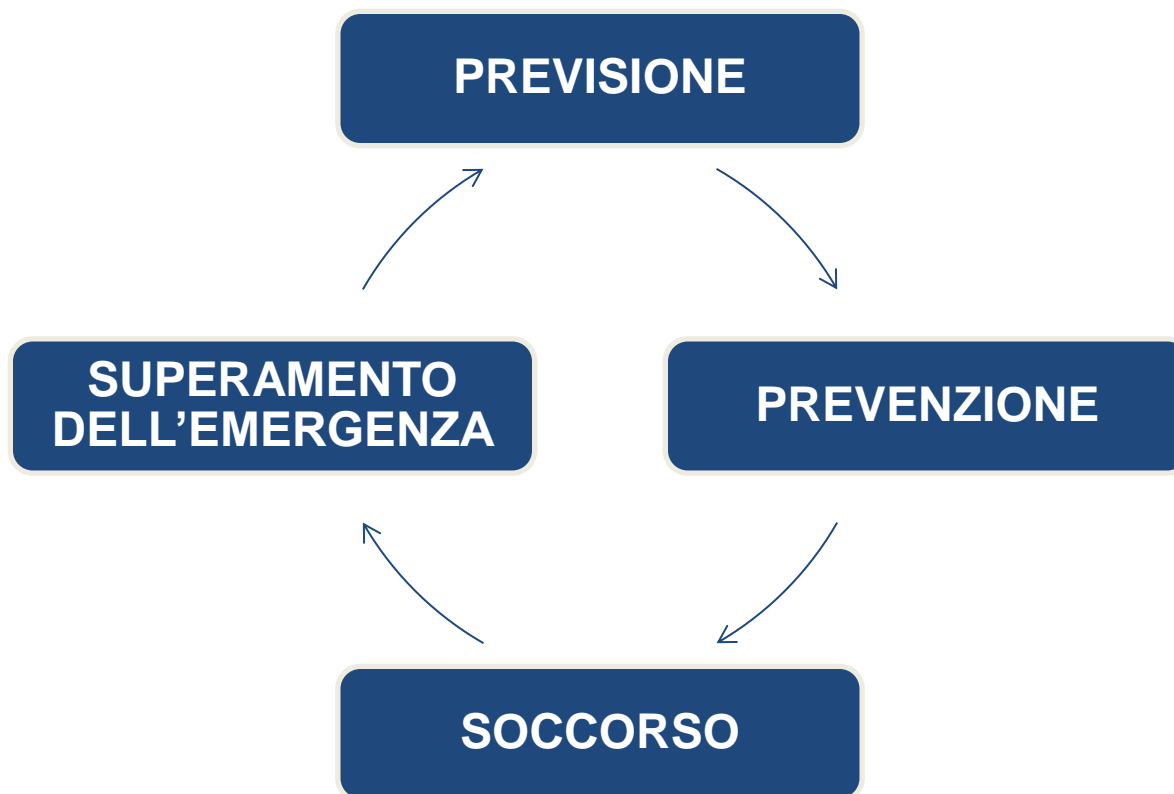 PREVISIONE
SUPERAMENTO
DELL’EMERGENZA
PREVENZIONE
SOCCORSO